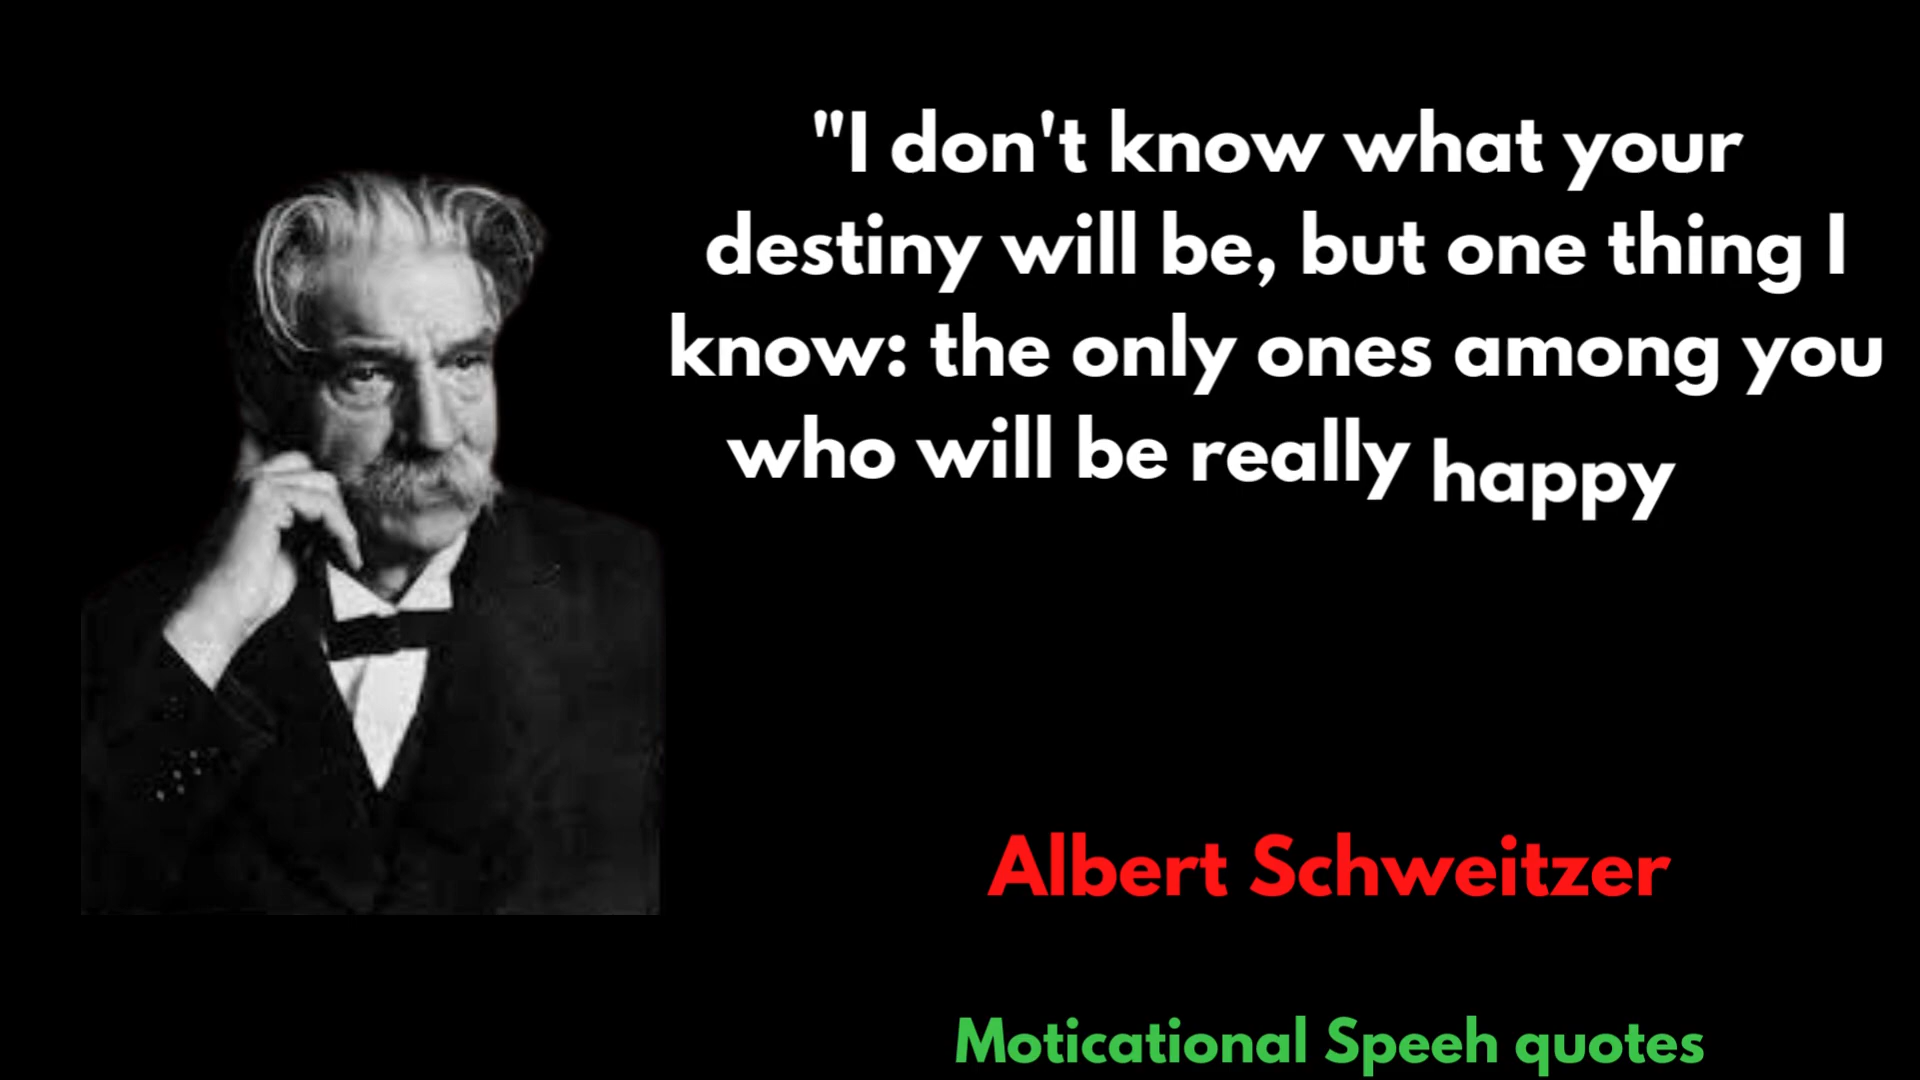 "I don't know what your
destiny will be, but one thing I
know: the only ones among you
who will be really happy
Albert Schweitzer
Moticational Speeh quotes